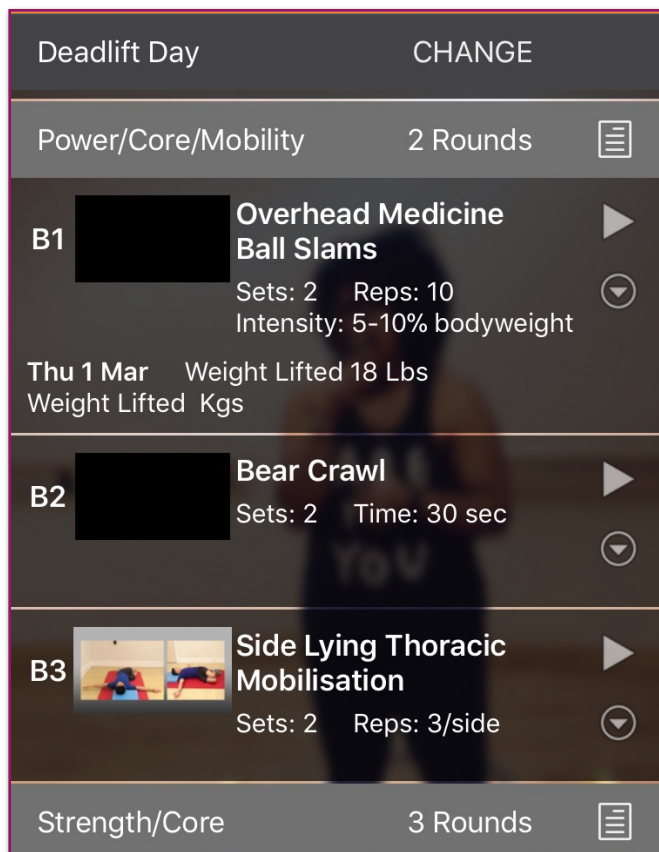 Deadlift Day CHANGE
Power/Core/Mobility 2 Rounds
B1
Overhead Medicine
Ball Slams
Sets: 2 Reps: 10
Intensity: 5-10% bodyweight
Thu 1 Mar Weight Lifted 18 Lbs
Weight Lifted Kgs
B2
Bear Crawl
Sets: 2 Time: 30 sec
YOU
B3
Side Lying Thoracic
Mobilisation
Sets: 2 Reps: 3/side
Strength/Core 3 Rounds